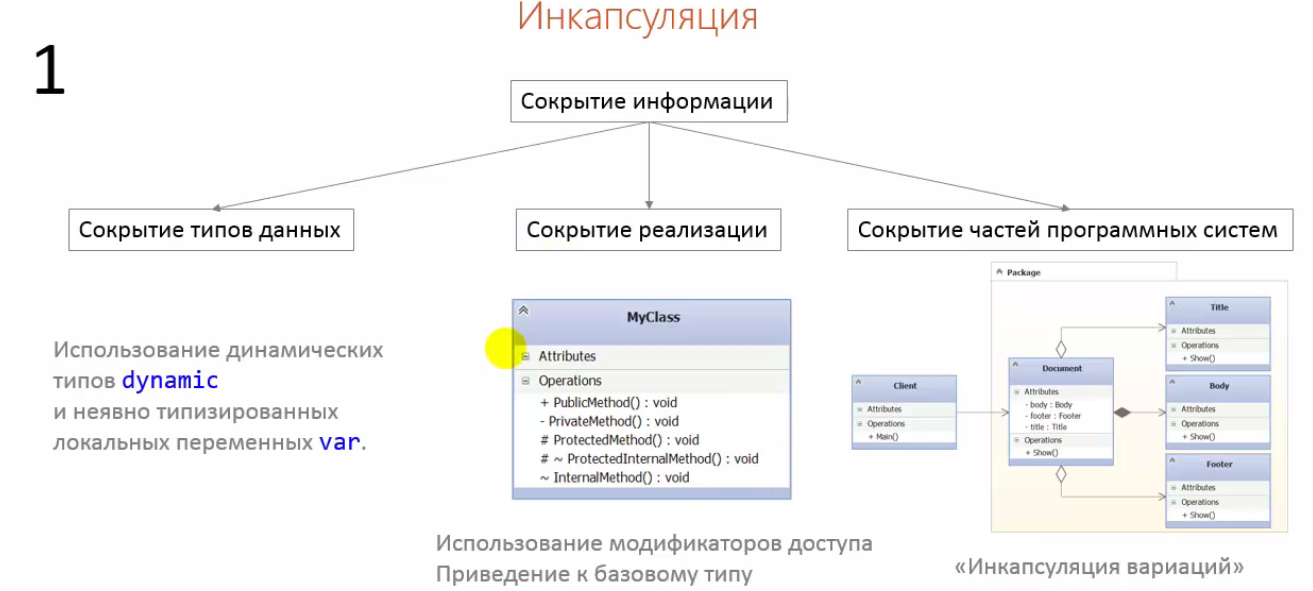 Инкапсуляция
1
Сокрытие информации
Сокрытие типов данных
Сокрытие реализации
Сокрытие частей программных систем
Использование динамических
типов dynamic
и неявно типизированных
локальных переменных var.
MyClass
Attributes
Operations
+ PublicMethod() : void
- PrivateMethod() : void
# ProtectedMethod() : void
# ~ ProtectedInternalMethod() : void
~ InternalMethod() : void
Использование модификаторов доступа
Приведение к базовому типу
Package
Client
Attributes
Operations
+ Main()
Document
Attributes
- body : Body
- footer : Footer
- title : Title
Operations
+ Show()
Title
Attributes
Operations
+ Show()
Body
Attributes
Operations
+ Show()
Footer
Attributes
Operations
+ Show()
«Инкапсуляция вариаций»